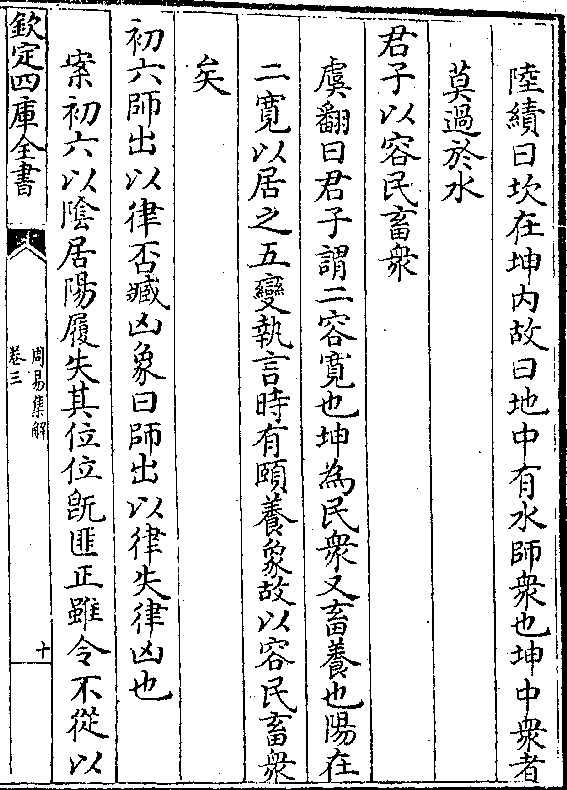 陸績曰坎在坤内故曰地中有水師衆也坤中衆者
莫過於水
君子以容民畜衆
虞翻曰君子謂二容寛也坤為民衆又畜養也陽在
二寛以居之五變執言時有頤養象故以容民畜衆
矣
初六師出以律否臧凶象曰師出以律失律凶也
案初六以陰居陽履失其位位既匪正雖令不從以
欽定四庫全書
周易集解
卷三
十